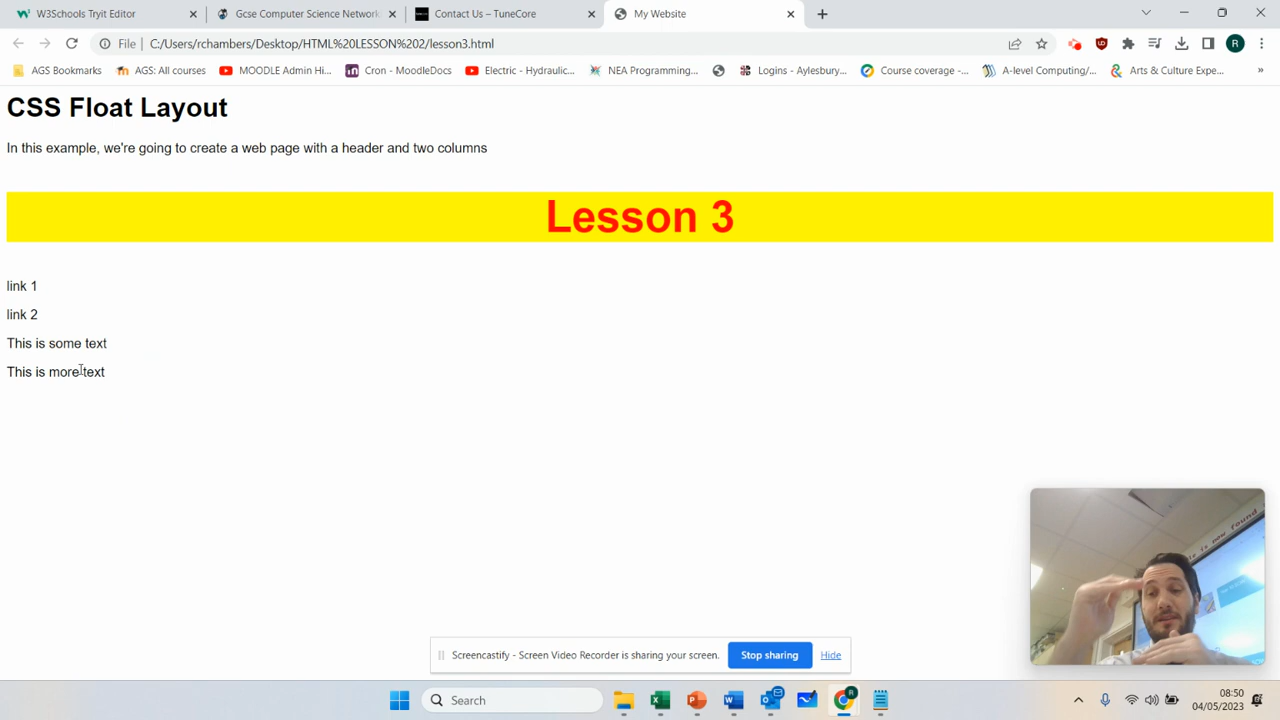 W3Schools Tryit Editor
Gcse Computer Science Network
Contact Us – TuneCore
My Website
File
C:/Users/rchambers/Desktop/HTML%20LESSON%202/lesson3.html
R
AGS Bookmarks
AGS: All courses
MOODLE Admin Hi...
Cron - MoodleDocs
Electric - Hydraulic...
NEA Programming...
Logins - Aylesbury...
Course coverage -...
A-level Computing/...
Arts & Culture Expe...
»
CSS Float Layout
In this example, we're going to create a web page with a header and two columns
Lesson 3
link 1
link 2
This is some text
This is more text
Screencastify - Screen Video Recorder is sharing your screen.
Stop sharing
Hide
Search
08:50
04/05/2023